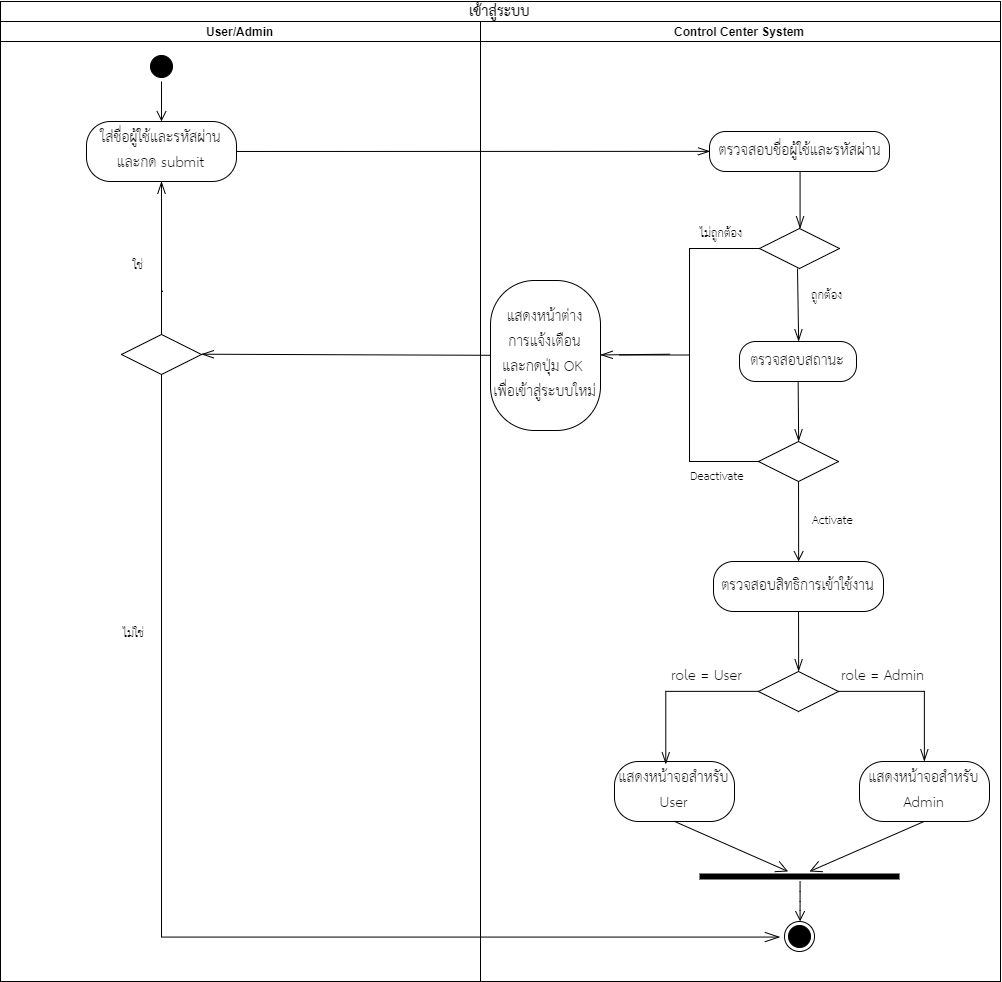 เข้าสู่ระบบ
User/Admin
Control Center System
ใส่ชื่อผู้ใช้และรหัสผ่าน
และกด submit
ตรวจสอบชื่อผู้ใช้และรหัสผ่าน
ไม่ถูกต้อง
ใช่
ถูกต้อง
แสดงหน้าต่าง
การแจ้งเตือน
และกดปุ่ม OK
เพื่อเข้าสู่ระบบใหม่
ตรวจสอบสถานะ
Deactivate
Activate
ตรวจสอบสิทธิการเข้าใช้งาน
ไม่ใช่
role = User
role = Admin
แสดงหน้าจอสำหรับ
User
แสดงหน้าจอสำหรับ
Admin